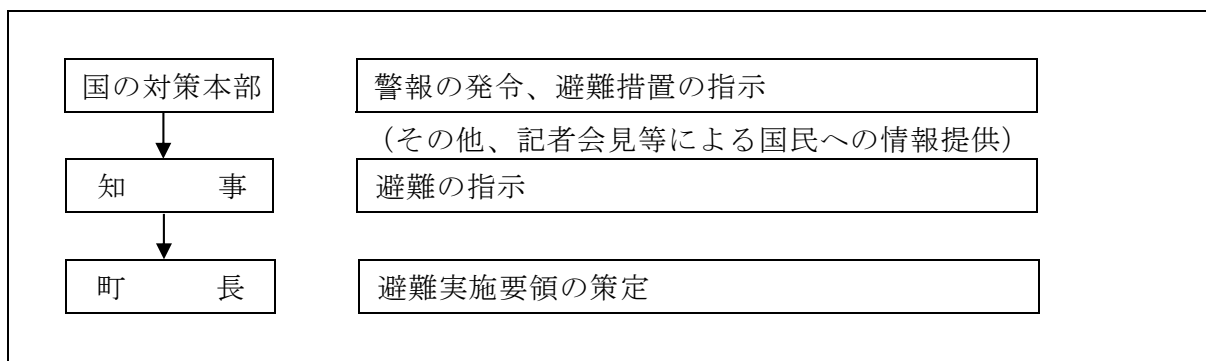 国の対策本部 警報の発令、避難措置の指示
（その他、記者会見等による国民への情報提供）
知　　事 避難の指示
町　　長 避難実施要領の策定